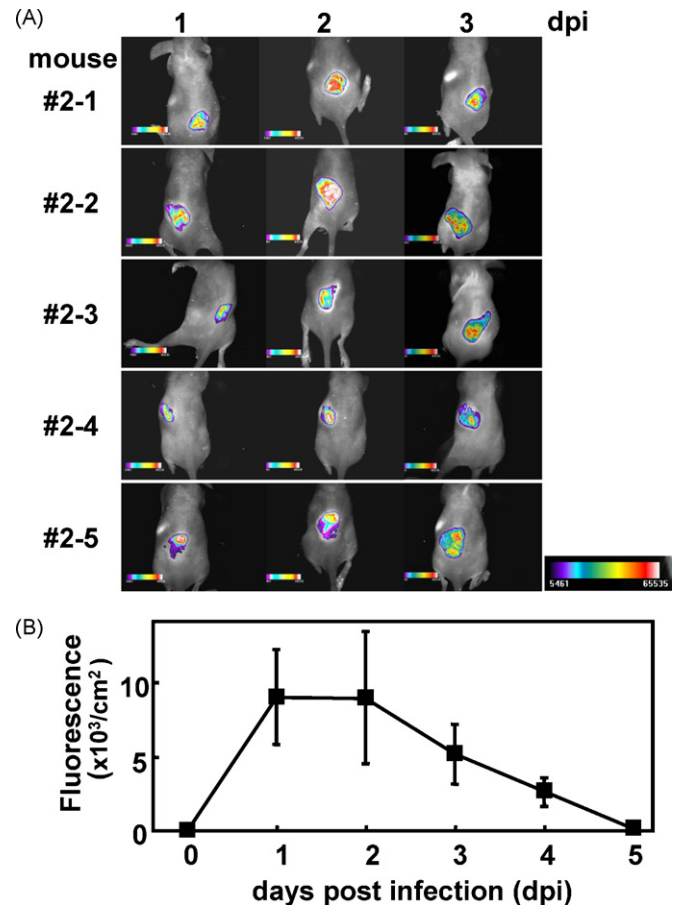 (A)
1 2 3 dpi
mouse
#2-1
#2-2
#2-3
#2-4
#2-5
5461 65535
(B)
Fluorescence
(x10³/cm²)
10
5
0
0 1 2 3 4 5
days post infection (dpi)